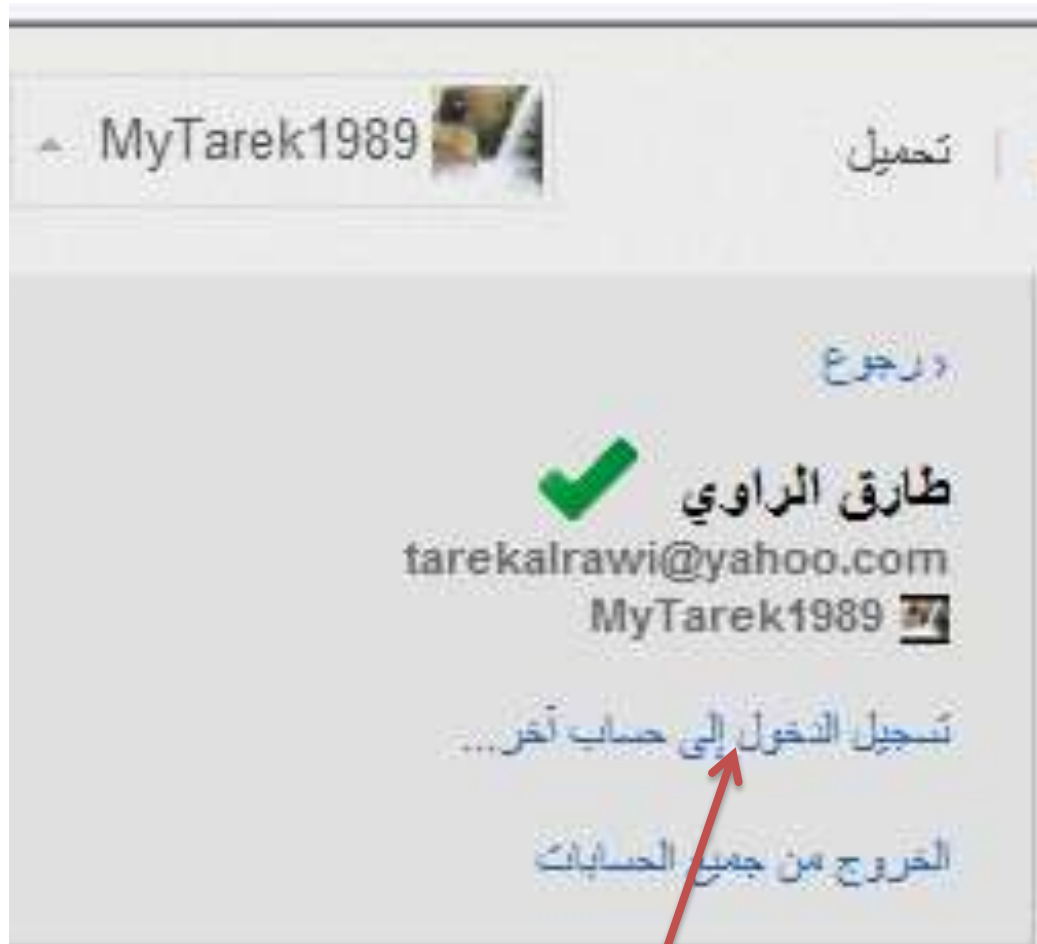 تحميل
MyTarek1989
‹ رجوع
طارق الراوي
tarekalrawi@yahoo.com
MyTarek1989
تسجيل الدخول إلى حساب آخر...
الخروج من جميع الحسابات